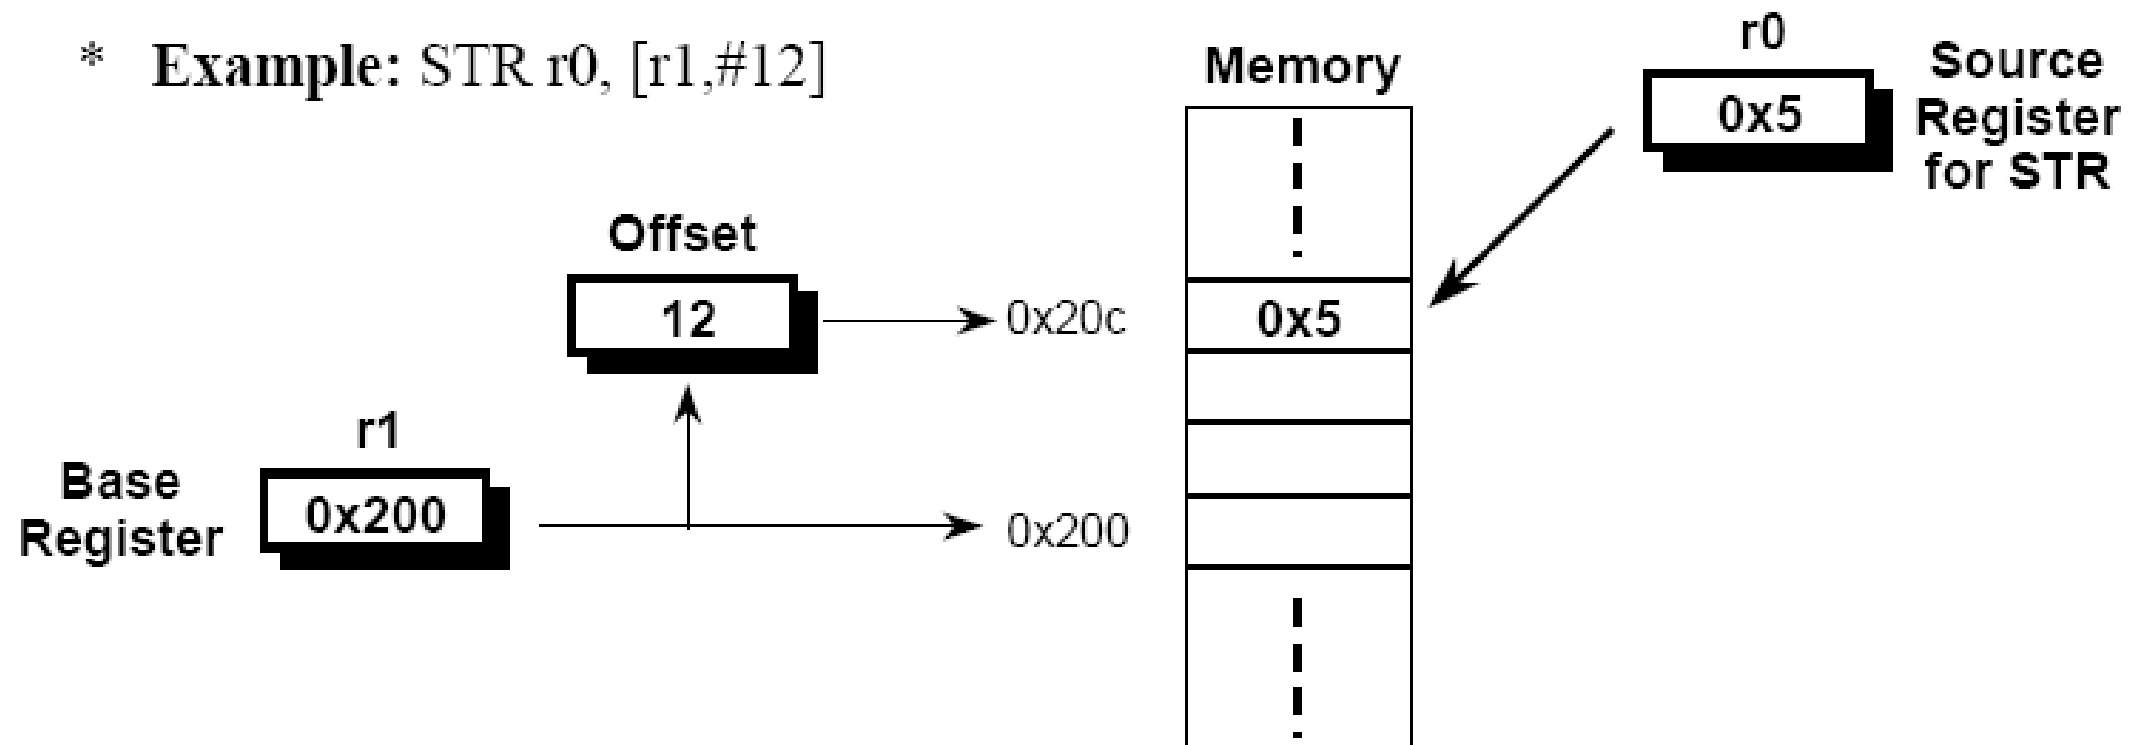 * Example: STR r0, [r1,#12]
Memory
r0
0x5
Source
Register
for STR
Offset
12
0x20c
0x5
r1
Base
Register
0x200
0x200